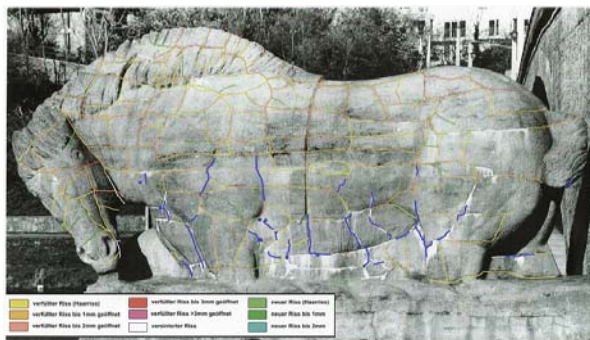 verfüllter Riss (Haarriss)
verfüllter Riss bis 1mm geöffnet
verfüllter Riss bis 2mm geöffnet
verfüllter Riss bis 3mm geöffnet
verfüllter Riss >3mm geöffnet
versinterter Riss
neuer Riss (Haarriss)
neuer Riss bis 1mm
neuer Riss bis 2mm